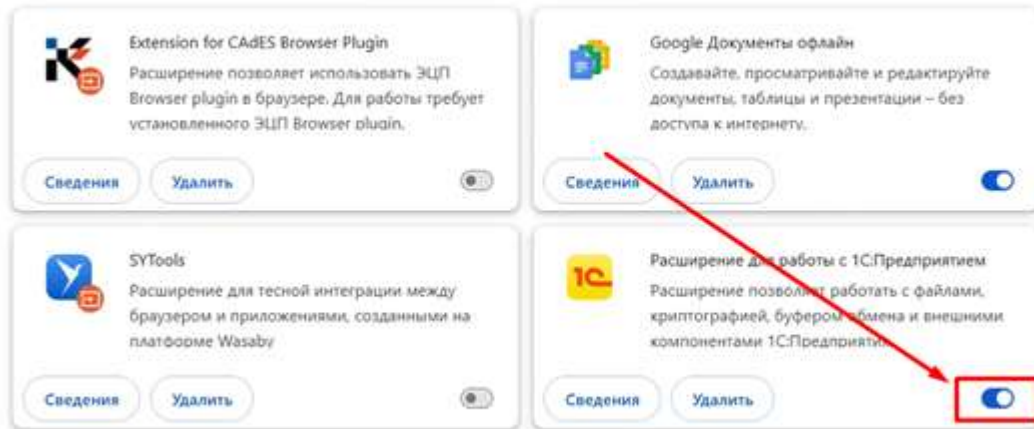 Extension for CAdES Browser Plugin
Расширение позволяет использовать ЭЦП
Browser plugin в браузере. Для работы требует
установленного ЭЦП Browser plugin.
Сведения
Удалить
Google Документы офлайн
Создавайте, просматривайте и редактируйте
документы, таблицы и презентации – без
доступа к интернету.
Сведения
Удалить
SYTools
Расширение для тесной интеграции между
браузером и приложениями, созданными на
платформе Wasaby
Сведения
Удалить
1С
Расширение для работы с 1С:Предприятием
Расширение позволяет работать с файлами,
криптографией, буфером обмена и внешними
компонентами 1С:Предприятия
Сведения
Удалить